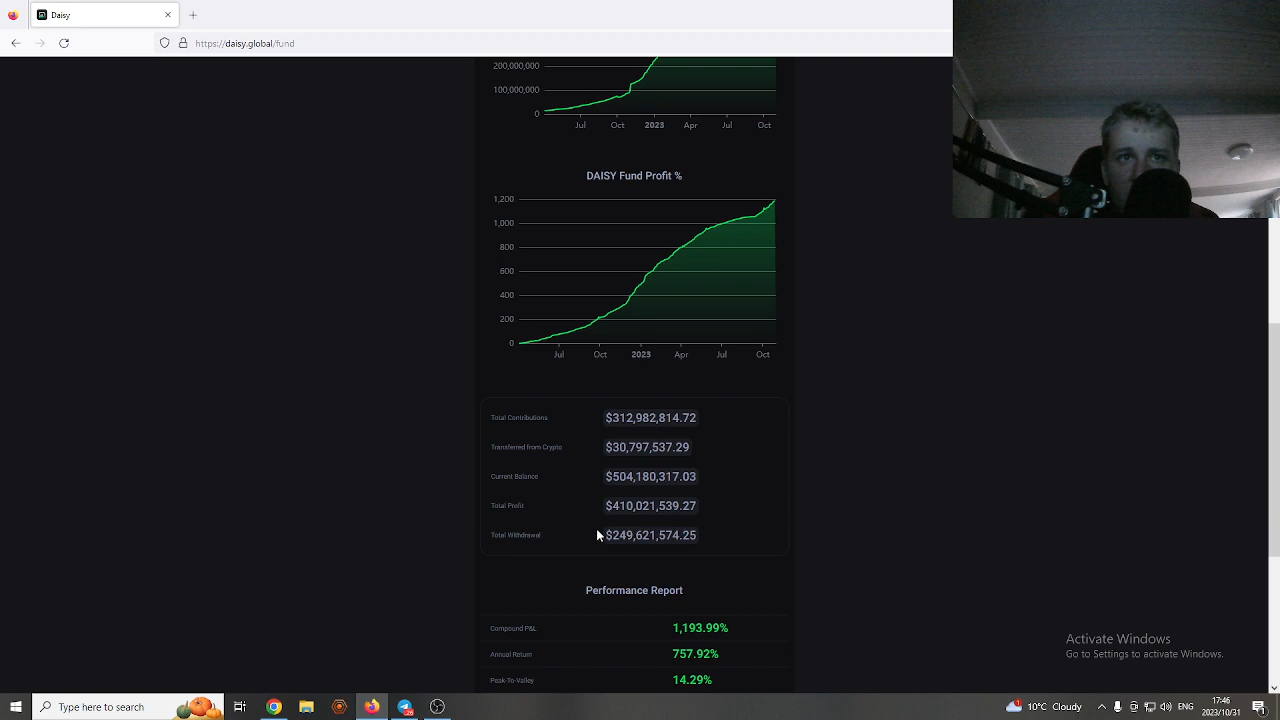 Daisy
https://daisy.global/fund
200,000,000
100,000,000
0
Jul Oct 2023 Apr Jul Oct
DAISY Fund Profit %
1,200
1,000
800
600
400
200
0
Jul Oct 2023 Apr Jul Oct
Total Contributions $312,982,814.72
Transferred from Crypto $30,797,537.29
Current Balance $504,180,317.03
Total Profit $410,021,539.27
Total Withdrawal $249,621,574.25
Performance Report
Compound P&L 1,193.99%
Annual Return 757.92%
Peak-To-Valley 14.29%
Activate Windows
Go to Settings to activate Windows.
Type here to search
10°C Rain showers
17:46